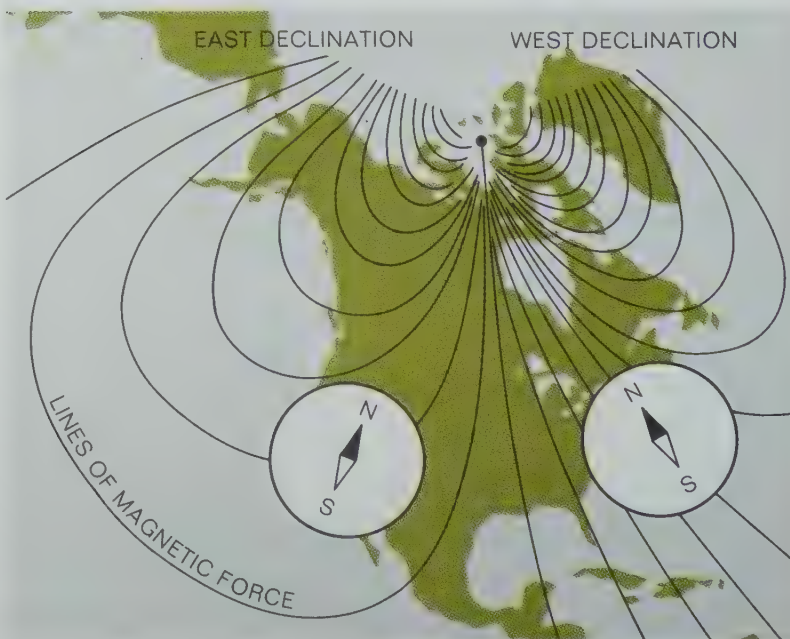 EAST DECLINATION
WEST DECLINATION
N
S
N
S
LINES OF MAGNETIC FORCE